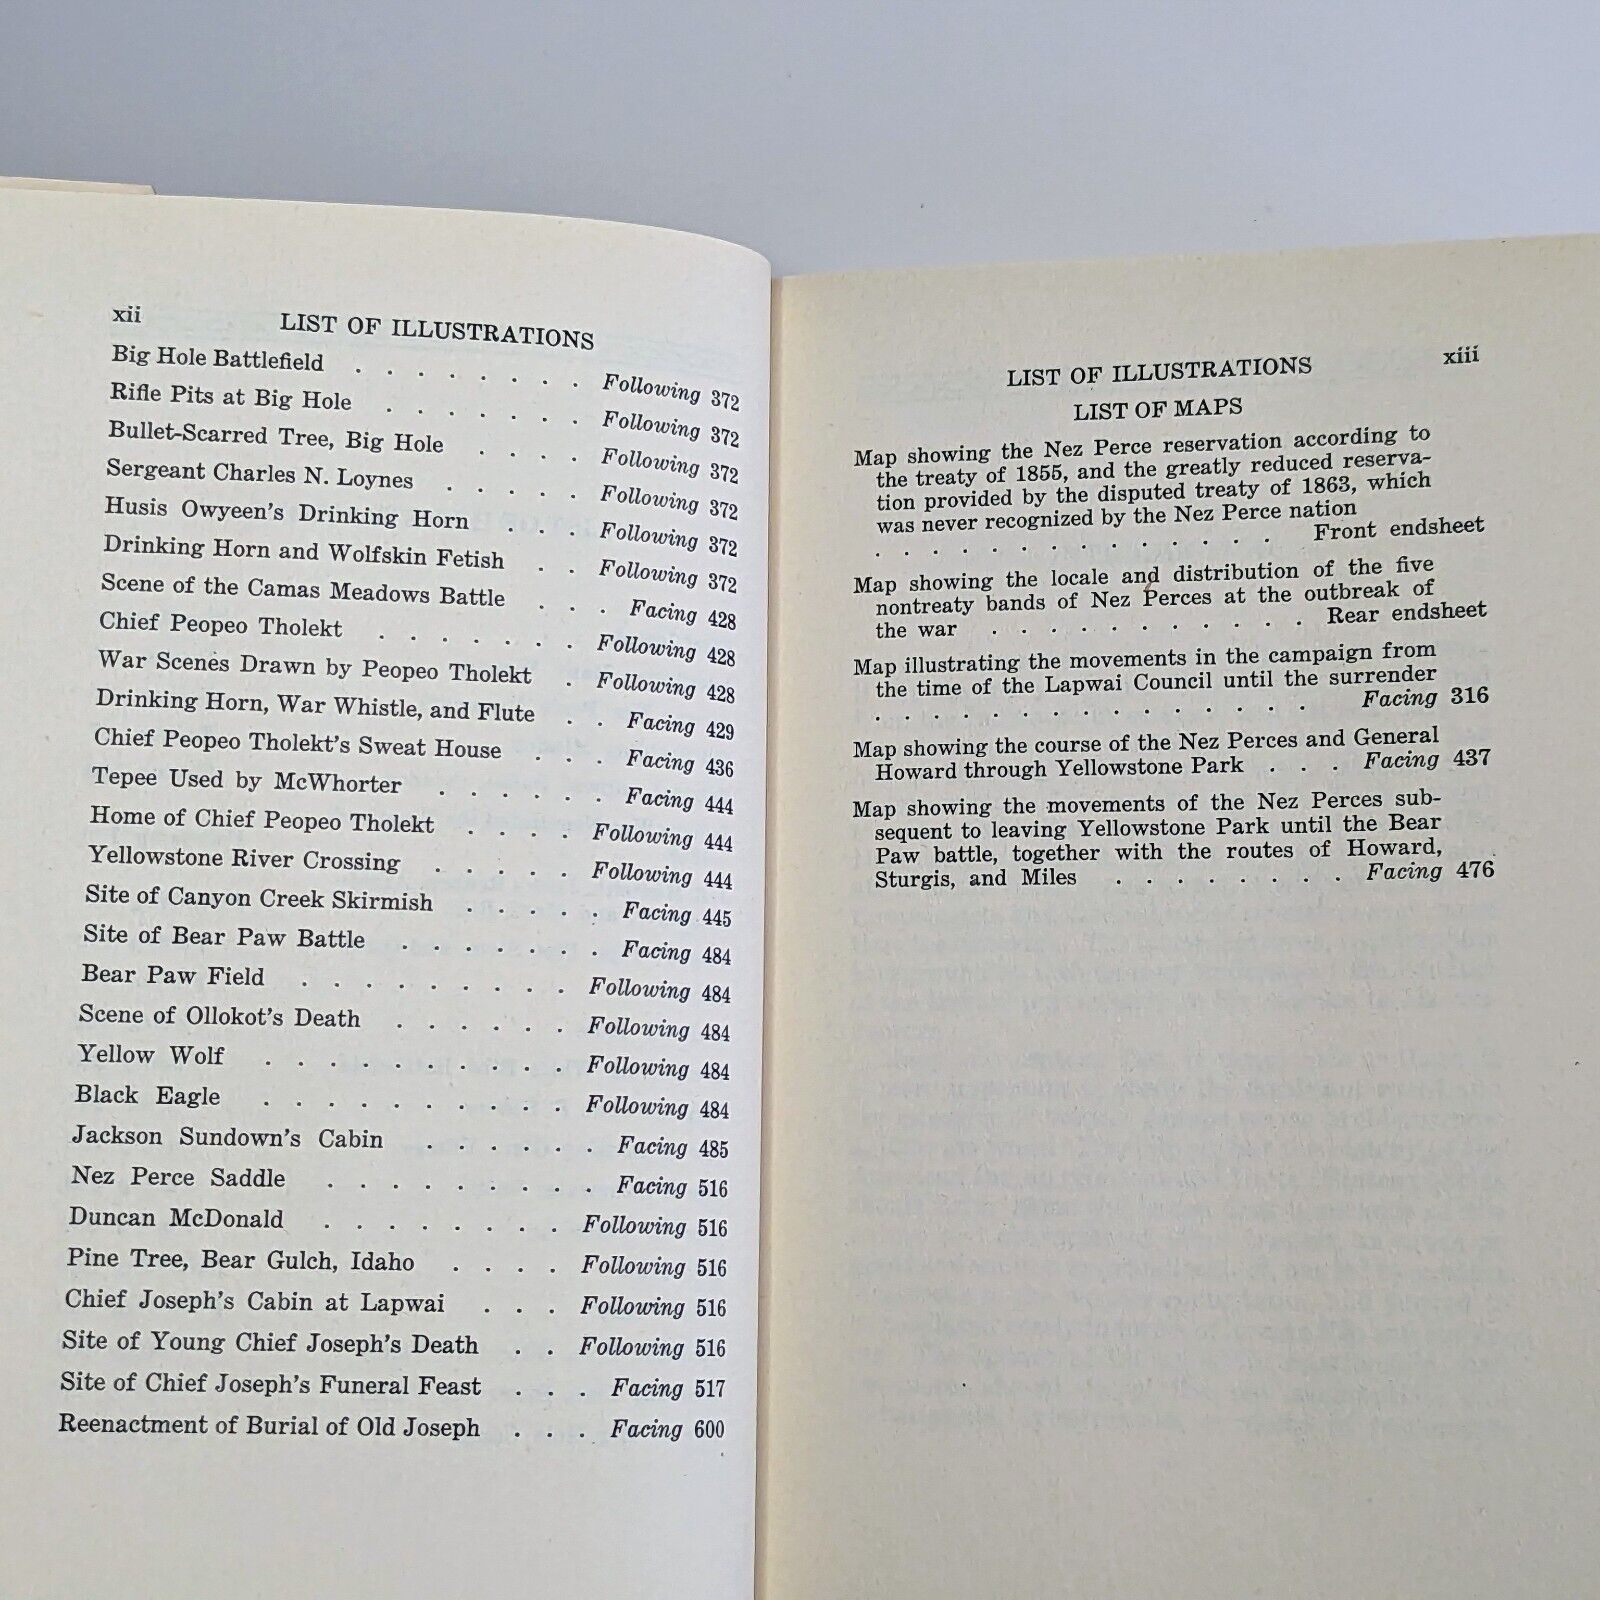 xii
LIST OF ILLUSTRATIONS
Big Hole Battlefield . . . . . . . . Following 372
Rifle Pits at Big Hole . . . . . . . Following 372
Bullet-Scarred Tree, Big Hole . . . . Following 372
Sergeant Charles N. Loynes . . . . . Following 372
Husis Owyeen's Drinking Horn . . . Following 372
Drinking Horn and Wolfskin Fetish . . Following 372
Scene of the Camas Meadows Battle . . . Facing 428
Chief Peopeo Tholekt . . . . . . . Following 428
War Scenes Drawn by Peopeo Tholekt . Following 428
Drinking Horn, War Whistle, and Flute . . Facing 429
Chief Peopeo Tholekt's Sweat House . . . Facing 436
Tepee Used by McWhorter . . . . . . Facing 444
Home of Chief Peopeo Tholekt . . . . Following 444
Yellowstone River Crossing . . . . . Following 444
Site of Canyon Creek Skirmish . . . . . Facing 445
Site of Bear Paw Battle . . . . . . . Facing 484
Bear Paw Field . . . . . . . . . Following 484
Scene of Ollokot's Death . . . . . . Following 484
Yellow Wolf . . . . . . . . . . Following 484
Black Eagle . . . . . . . . . . Following 484
Jackson Sundown's Cabin . . . . . . Facing 485
Nez Perce Saddle . . . . . . . . . Facing 516
Duncan McDonald . . . . . . . . Following 516
Pine Tree, Bear Gulch, Idaho . . . . Following 516
Chief Joseph's Cabin at Lapwai . . . Following 516
Site of Young Chief Joseph's Death . . Following 516
Site of Chief Joseph's Funeral Feast . . . Facing 517
Reenactment of Burial of Old Joseph . . . Facing 600
LIST OF ILLUSTRATIONS
xiii
LIST OF MAPS
Map showing the Nez Perce reservation according to
the treaty of 1855, and the greatly reduced reserva-
tion provided by the disputed treaty of 1863, which
was never recognized by the Nez Perce nation
. . . . . . . . . . . . . . Front endsheet
Map showing the locale and distribution of the five
nontreaty bands of Nez Perces at the outbreak of
the war . . . . . . . . . . . Rear endsheet
Map illustrating the movements in the campaign from
the time of the Lapwai Council until the surrender
. . . . . . . . . . . . . . . Facing 316
Map showing the course of the Nez Perces and General
Howard through Yellowstone Park . . . Facing 437
Map showing the movements of the Nez Perces sub-
sequent to leaving Yellowstone Park until the Bear
Paw battle, together with the routes of Howard,
Sturgis, and Miles . . . . . . . . Facing 476